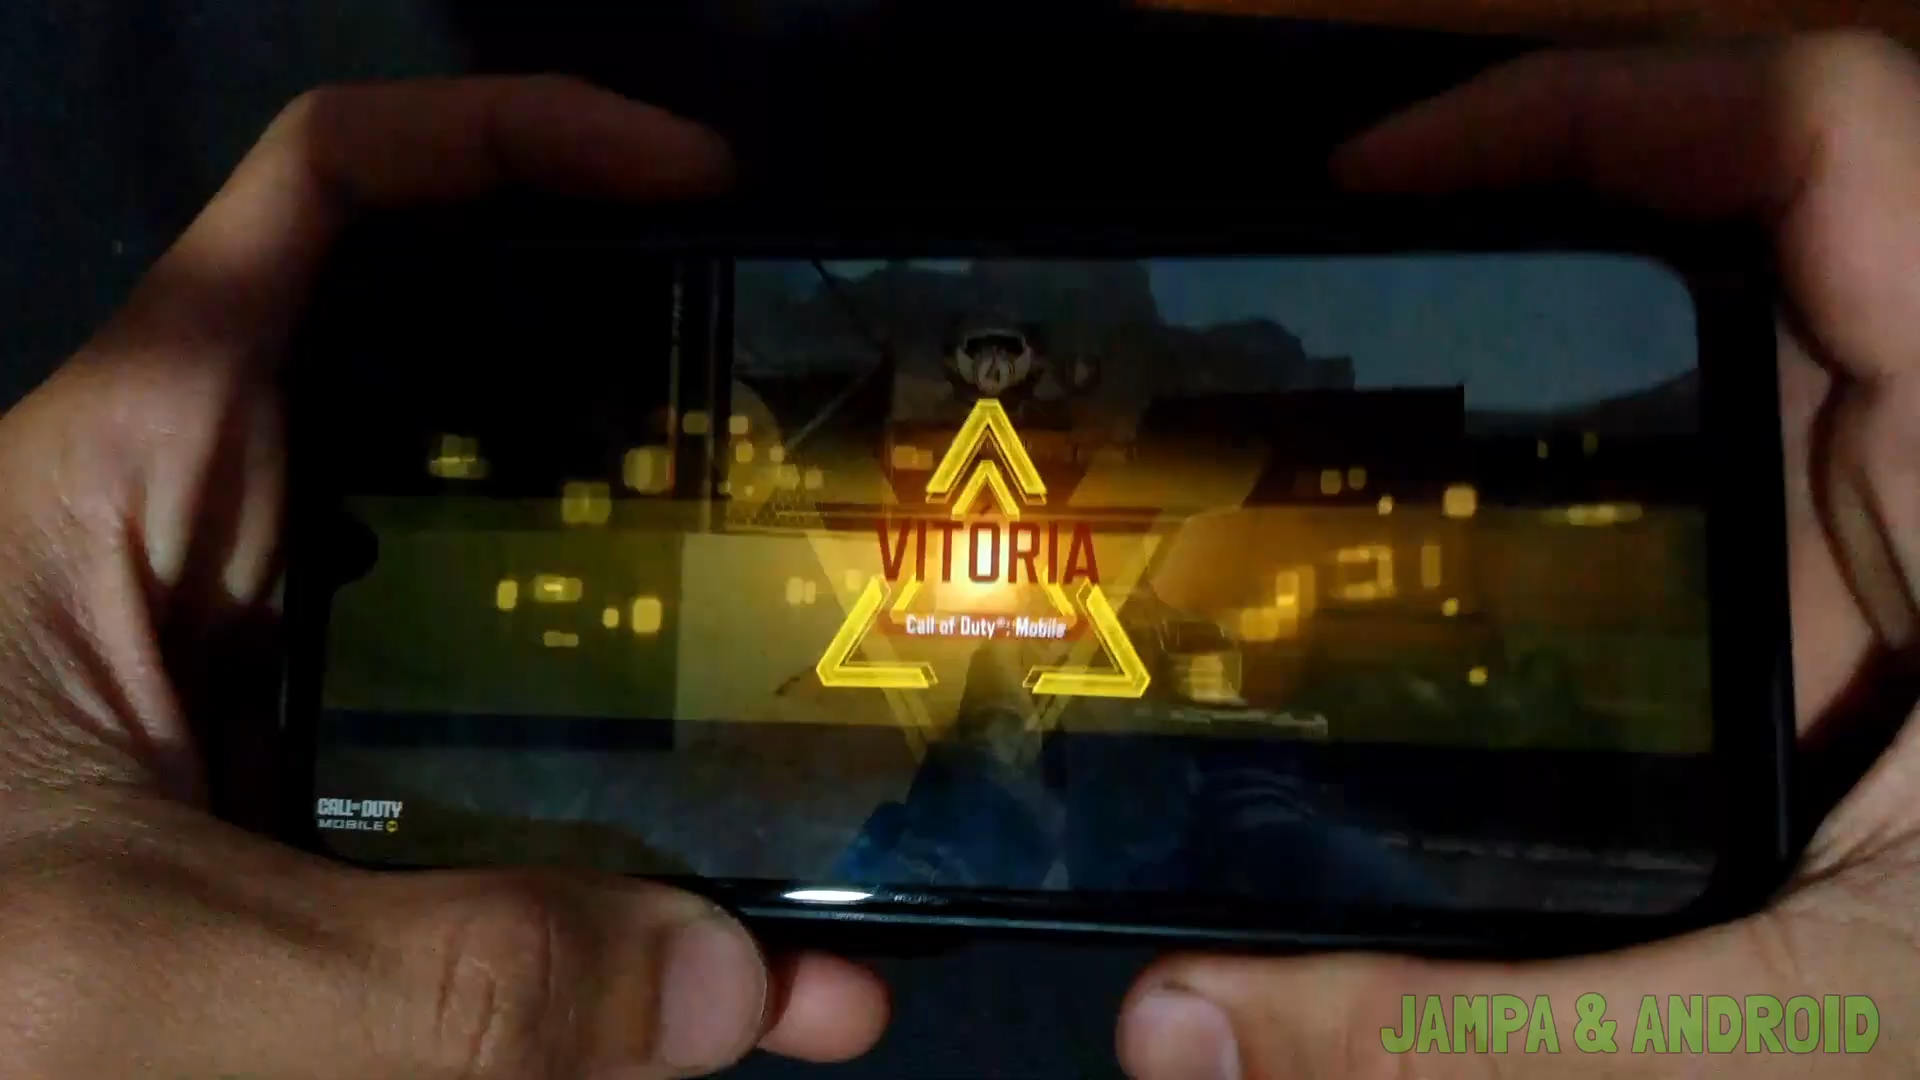 VITÓRIA
Call of Duty®: Mobile
CALL OF DUTY
MOBILE
JAMPA & ANDROID